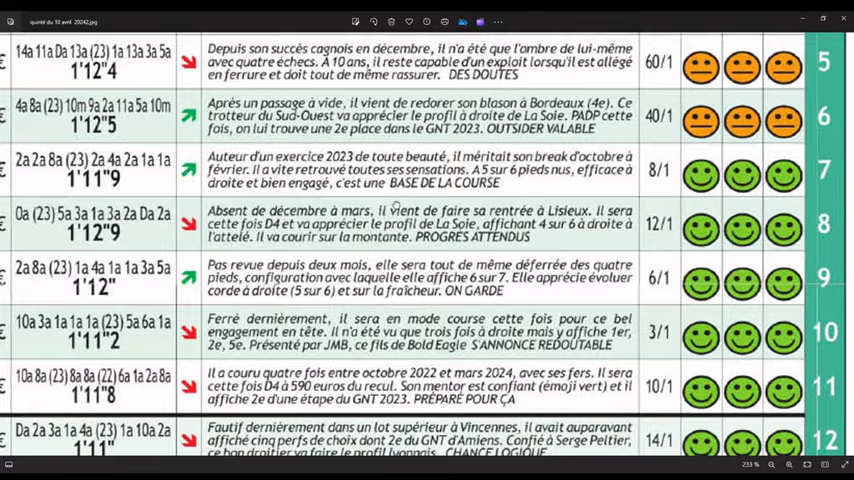 quinté du 10 avril 20242.jpg
14a 11a Da 13a (23) 1a 13a 3a 5a
1'12"4
Depuis son succès cagnois en décembre, il n'a été que l'ombre de lui-même
avec quatre échecs. A 10 ans, il reste capable d'un exploit lorsqu'il est allégé
en ferrure et doit tout de même rassurer. DES DOUTES
60/1
5
4a 8a (23) 10m 9a 2a 11a 5a 10m
1'12"5
Après un passage à vide, il vient de redorer son blason à Bordeaux (4e). Ce
trotteur du Sud-Ouest va apprécier le profil à droite de La Soie. PADP cette
fois, on lui trouve une 2e place dans le GNT 2023. OUTSIDER VALABLE
40/1
6
2a 2a 8a (23) 2a 4a 2a 1a 1a
1'11"9
Auteur d'un exercice 2023 de toute beauté, il méritait son break d'octobre à
février. Il a vite retrouvé toutes ses sensations. A 5 sur 6 pieds nus, efficace à
droite et bien engagé, c'est une BASE DE LA COURSE
8/1
7
0a (23) 5a 3a 1a 3a 2a Da 2a
1'12"9
Absent de décembre à mars, il vient de faire sa rentrée à Lisieux. Il sera
cette fois D4 et va apprécier le profil de La Soie, affichant 4 sur 6 à droite à
l'attelé. Il va courir sur la montante. PROGRÈS ATTENDUS
12/1
8
2a 8a (23) 1a 4a 1a 1a 3a 5a
1'12"
Pas revue depuis deux mois, elle sera tout de même déferrée des quatre
pieds, configuration avec laquelle elle affiche 6 sur 7. Elle apprécie évoluer
corde à droite (5 sur 6) et sur la fraîcheur. ON GARDE
6/1
9
10a 3a 1a 1a 1a (23) 5a 6a 1a
1'11"2
Ferré dernièrement, il sera en mode course cette fois pour ce bel
engagement en tête. Il n'a été vu que trois fois à droite mais y affiche 1er,
2e, 5e. Présenté par JMB, ce fils de Bold Eagle S'ANNONCE REDOUTABLE
3/1
10
10a 8a (23) 8a 8a (22) 6a 1a 2a 8a
1'11"8
Il a couru quatre fois entre octobre 2022 et mars 2024, avec ses fers. Il sera
cette fois D4 à 590 euros du recul. Son mentor est confiant (émoji vert) et il
affiche 2e d'une étape du GNT 2023. PRÉPARÉ POUR ÇA
10/1
11
Da 2a 3a 1a 4a (23) 1a 10a 2a
1'11"
Fautif dernièrement dans un lot supérieur à Vincennes, il avait auparavant
affiché cinq perfs de choix dont 2e du GNT d'Amiens. Confié à Serge Peltier,
ce bon droitier va faire le profil lyonnais. CHANCE LOGIQUE
14/1
12
233 %